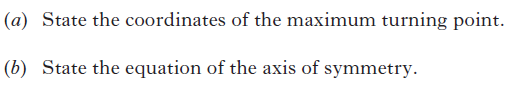 (a) State the coordinates of the maximum turning point.
(b) State the equation of the axis of symmetry.